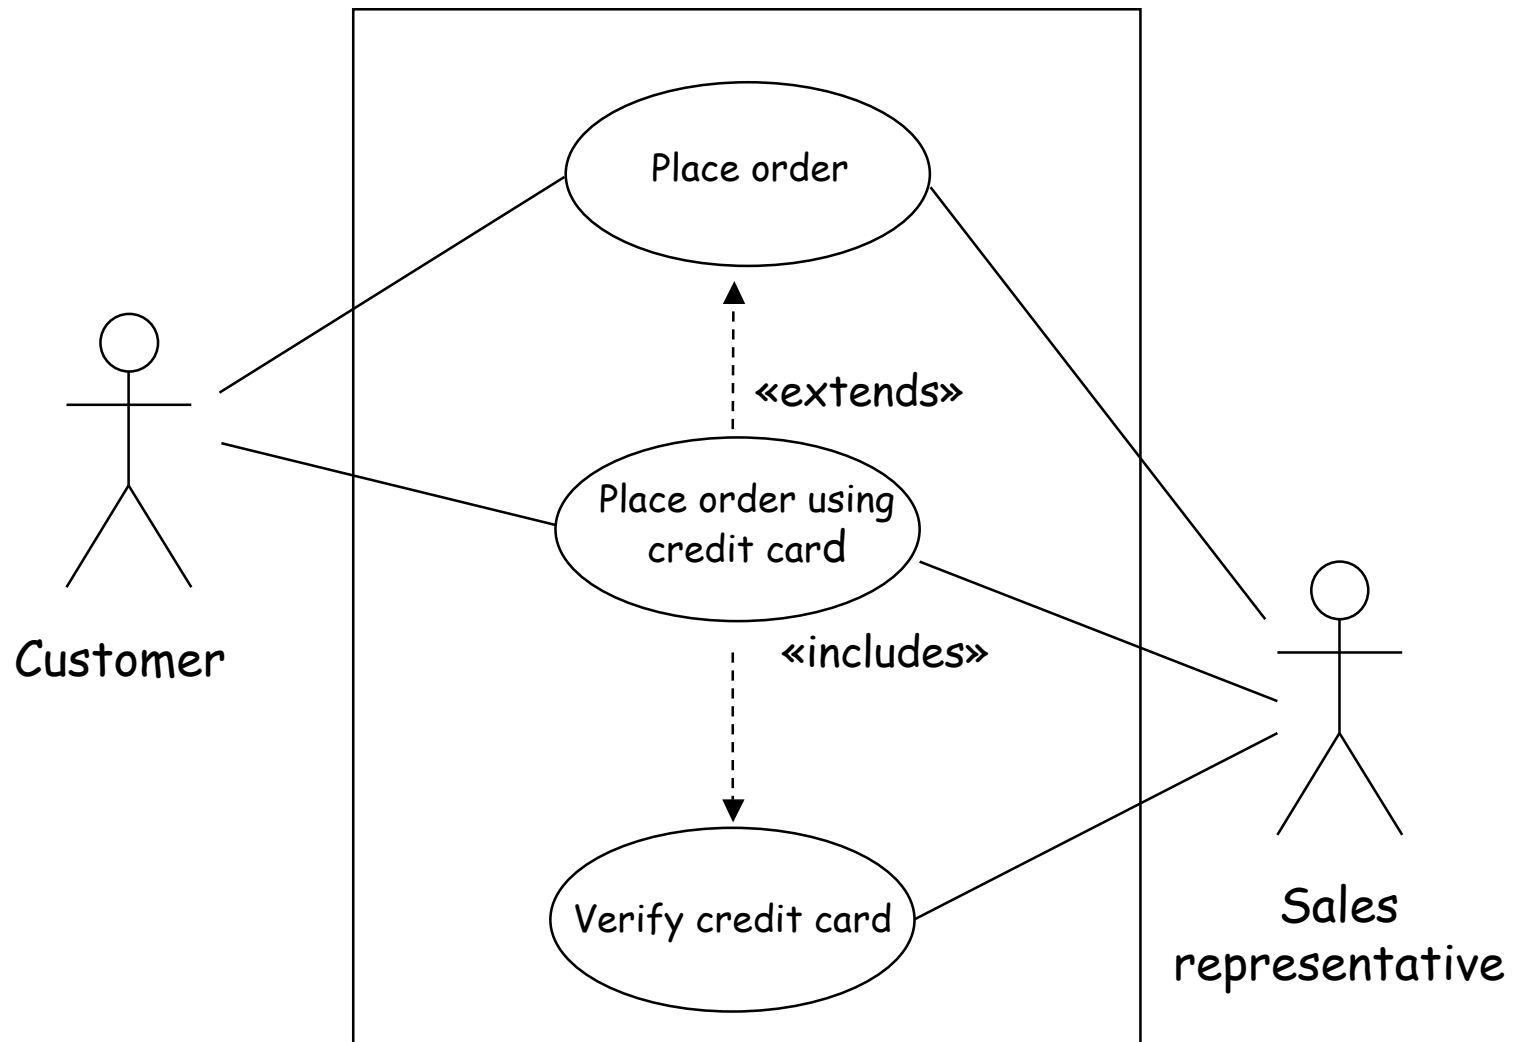 Place order
«extends»
Place order using
credit card
Customer
«includes»
Verify credit card
Sales
representative